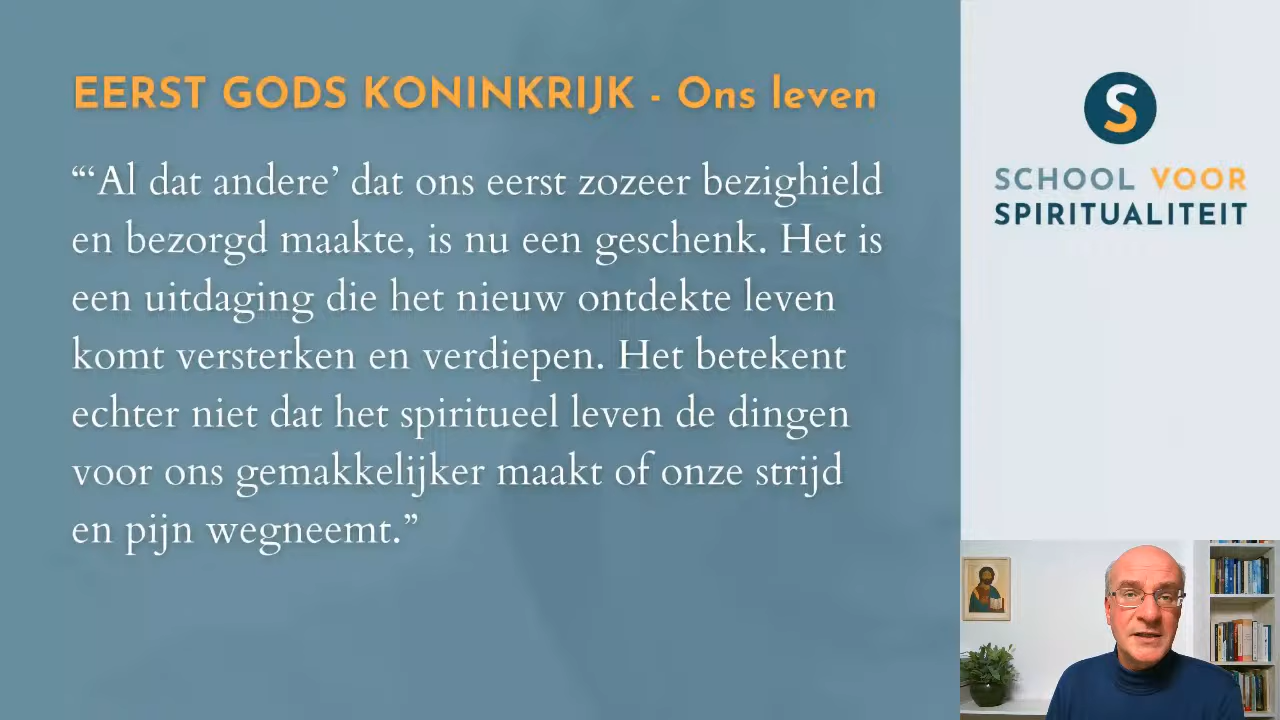 EERST GODS KONINKRIJK - Ons leven
“‘Al dat andere’ dat ons eerst zozeer bezighield
en bezorgd maakte, is nu een geschenk. Het is
een uitdaging die het nieuw ontdekte leven
komt versterken en verdiepen. Het betekent
echter niet dat het spiritueel leven de dingen
voor ons gemakkelijker maakt of onze strijd
en pijn wegneemt.”
S
SCHOOL VOOR
SPIRITUALITEIT